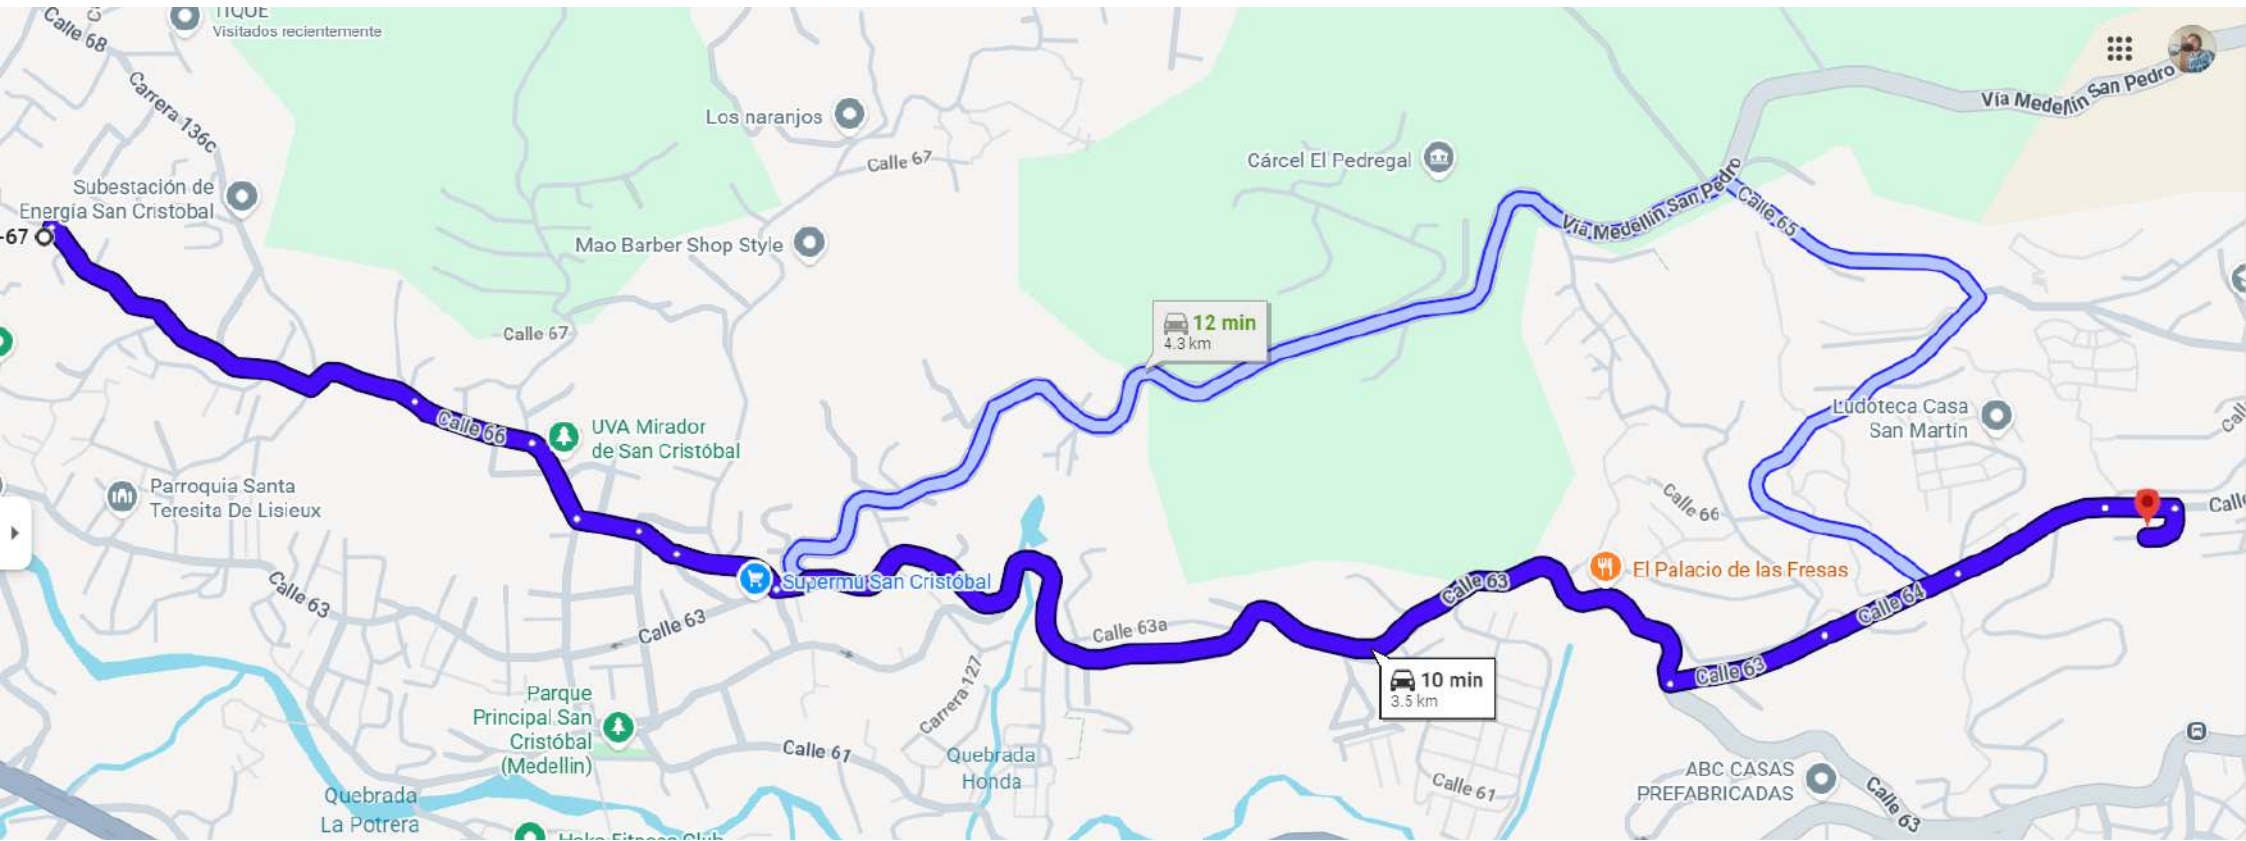 TIQUE
Visitados recientemente
Calle 68
Carrera 136c
Los naranjos
Calle 67
Cárcel El Pedregal
Vía Medellín San Pedro
Subestación de
Energía San Cristóbal
-67
Mao Barber Shop Style
Vía Medellín San Pedro
Calle 65
12 min
4.3 km
Calle 67
Calle 66
UVA Mirador
de San Cristóbal
Ludoteca Casa
San Martín
Parroquia Santa
Teresita De Lisieux
Calle 66
Calle 63
Supermu San Cristóbal
El Palacio de las Fresas
Calle 63
Calle 64
Calle 63
Calle 63a
10 min
3.5 km
Calle 63
Carrera 127
Parque
Principal San
Cristóbal
(Medellin)
Calle 61
Quebrada
Honda
ABC CASAS
PREFABRICADAS
Calle 61
Calle 63
Quebrada
La Potrera